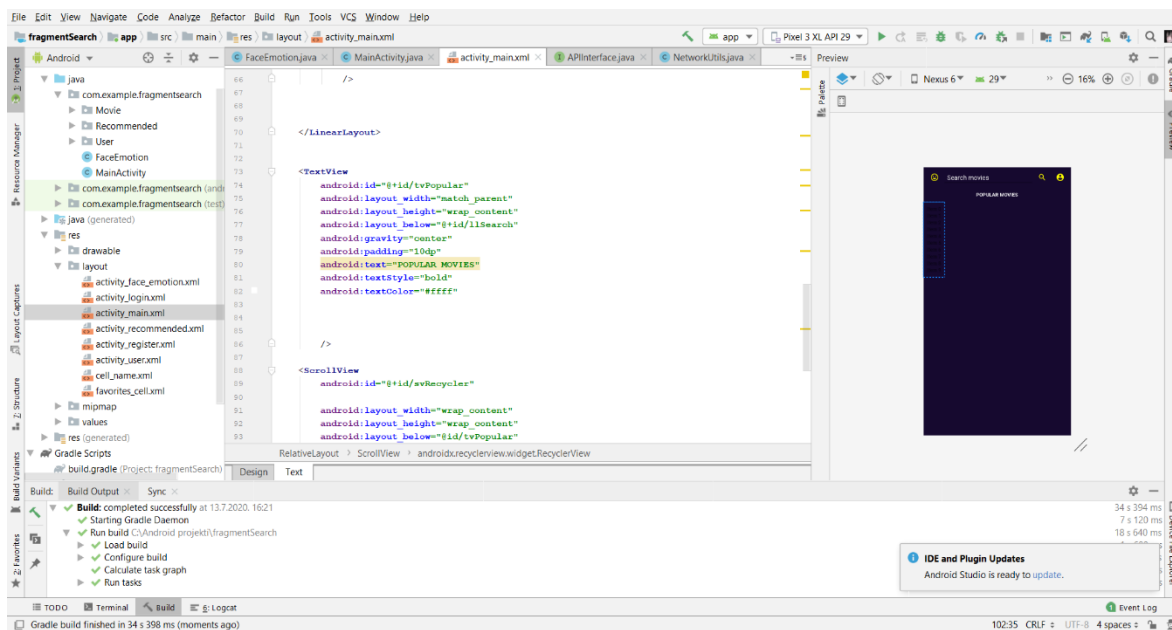 File Edit View Navigate Code Analyze Refactor Build Run Tools VCS Window Help
fragmentSearch app src main res layout activity_main.xml app Pixel 3 XL API 29
Android FaceEmotion.java MainActivity.java activity_main.xml APIInterface.java NetworkUtils.java Preview
1: Project
Resource Manager
Layout Captures
7: Structure
Build Variants
2: Favorites
java
com.example.fragmentsearch
Movie
Recommended
User
FaceEmotion
MainActivity
com.example.fragmentsearch (andr
com.example.fragmentsearch (test)
java (generated)
res
drawable
layout
activity_face_emotion.xml
activity_login.xml
activity_main.xml
activity_recommended.xml
activity_register.xml
activity_user.xml
cell_name.xml
favorites_cell.xml
mipmap
values
res (generated)
Gradle Scripts
build.gradle (Project: fragmentSearch)
66 />
67
68
69
70 </LinearLayout>
71
72
73 <TextView
74 android:id="@+id/tvPopular"
75 android:layout_width="match_parent"
76 android:layout_height="wrap_content"
77 android:layout_below="@+id/llSearch"
78 android:gravity="center"
79 android:padding="10dp"
80 android:text="POPULAR MOVIES"
81 android:textStyle="bold"
82 android:textColor="#ffff"
83
84
85
86 />
87
88 <ScrollView
89 android:id="@+id/svRecycler"
90
91 android:layout_width="wrap_content"
92 android:layout_height="wrap_content"
93 android:layout_below="@id/tvPopular"
RelativeLayout > ScrollView > androidx.recyclerview.widget.RecyclerView
Design Text
Palette
Nexus 6 29 16%
Search movies
POPULAR MOVIES
Build: Build Output Sync
Build: completed successfully at 13.7.2020. 16:21 34 s 394 ms
Starting Gradle Daemon 7 s 120 ms
Run build C:\Android projekti\fragmentSearch 18 s 640 ms
Load build
Configure build
Calculate task graph
Run tasks
IDE and Plugin Updates
Android Studio is ready to update.
TODO Terminal Build 6: Logcat Event Log
Gradle build finished in 34 s 398 ms (moments ago) 102:35 CRLF UTF-8 4 spaces